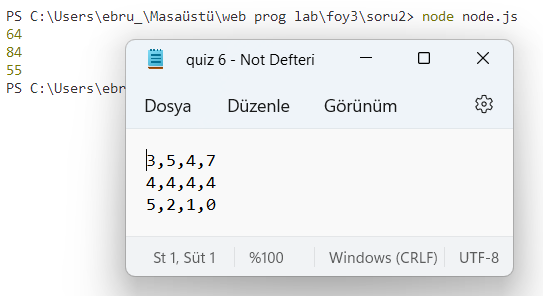 PS C:\Users\ebru_\Masaüstü\web prog lab\foy3\soru2> node node.js
64
84
55
PS C:\Users\ebr
quiz 6 - Not Defteri
Dosya Düzenle Görünüm
3,5,4,7
4,4,4,4
5,2,1,0
St 1, Süt 1 %100 Windows (CRLF) UTF-8